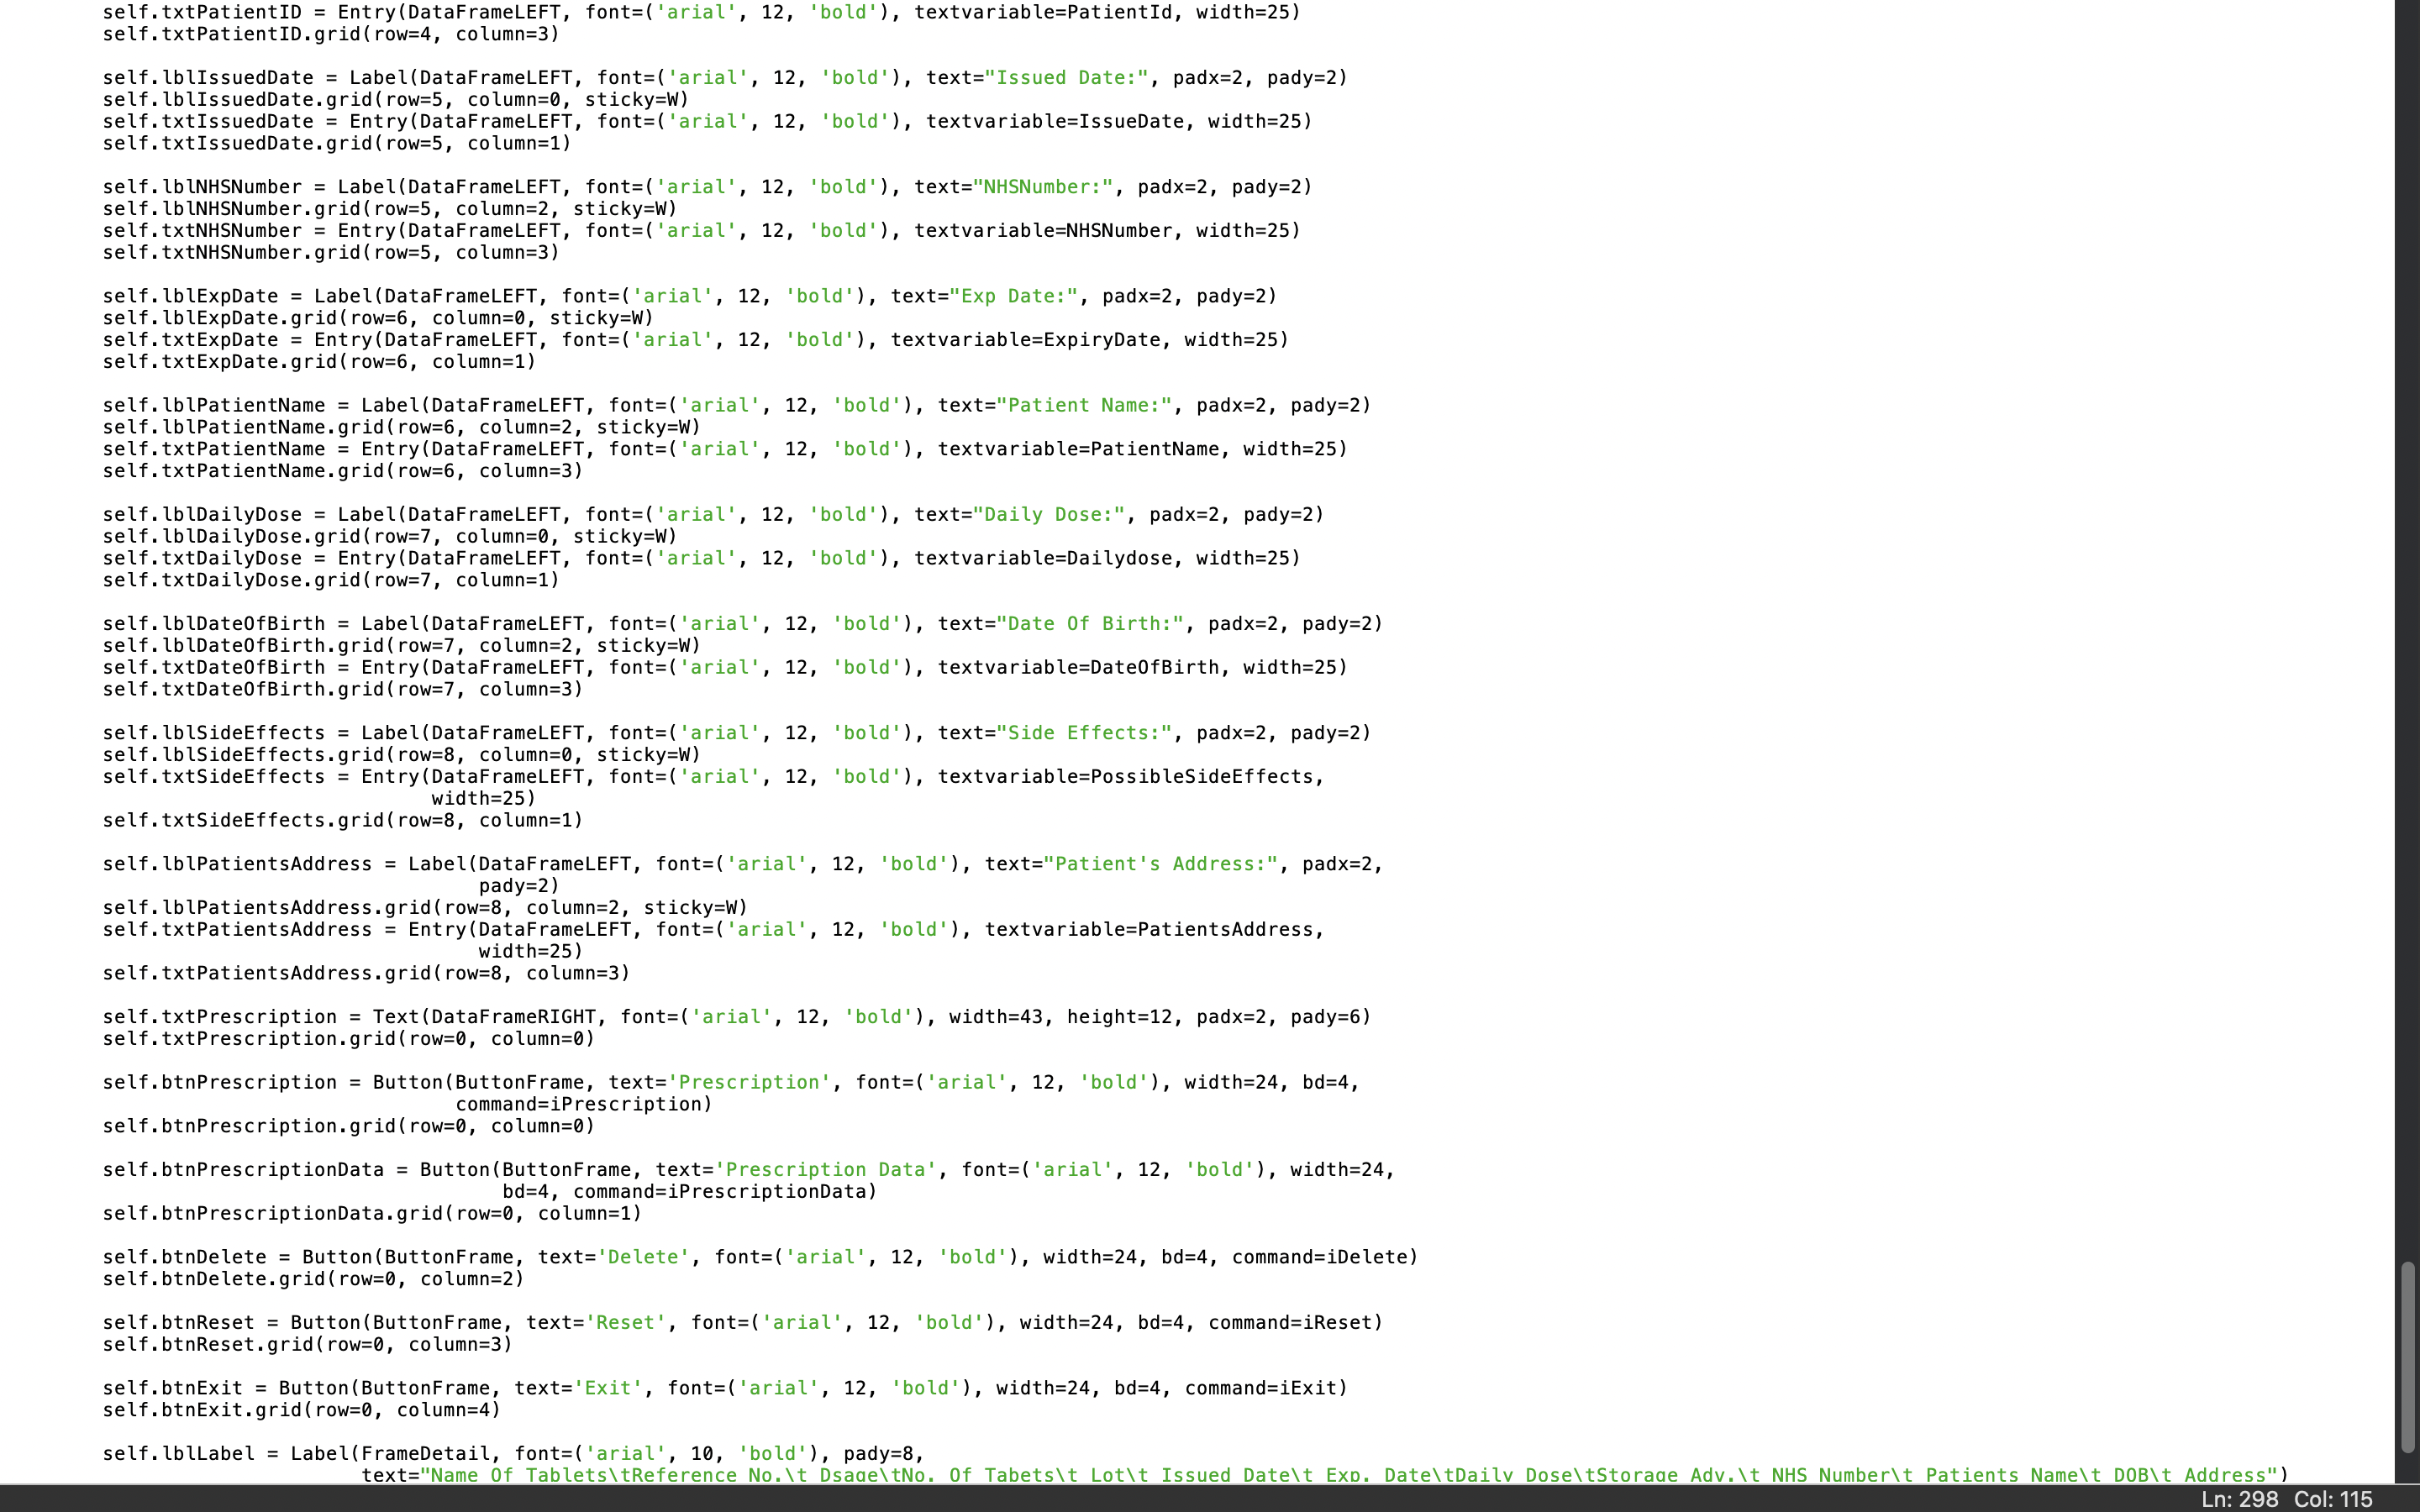 self.txtPatientID = Entry(DataFrameLEFT, font=('arial', 12, 'bold'), textvariable=PatientId, width=25)
self.txtPatientID.grid(row=4, column=3)
self.lblIssuedDate = Label(DataFrameLEFT, font=('arial', 12, 'bold'), text="Issued Date:", padx=2, pady=2)
self.lblIssuedDate.grid(row=5, column=0, sticky=W)
self.txtIssuedDate = Entry(DataFrameLEFT, font=('arial', 12, 'bold'), textvariable=IssueDate, width=25)
self.txtIssuedDate.grid(row=5, column=1)
self.lblNHSNumber = Label(DataFrameLEFT, font=('arial', 12, 'bold'), text="NHSNumber:", padx=2, pady=2)
self.lblNHSNumber.grid(row=5, column=2, sticky=W)
self.txtNHSNumber = Entry(DataFrameLEFT, font=('arial', 12, 'bold'), textvariable=NHSNumber, width=25)
self.txtNHSNumber.grid(row=5, column=3)
self.lblExpDate = Label(DataFrameLEFT, font=('arial', 12, 'bold'), text="Exp Date:", padx=2, pady=2)
self.lblExpDate.grid(row=6, column=0, sticky=W)
self.txtExpDate = Entry(DataFrameLEFT, font=('arial', 12, 'bold'), textvariable=ExpiryDate, width=25)
self.txtExpDate.grid(row=6, column=1)
self.lblPatientName = Label(DataFrameLEFT, font=('arial', 12, 'bold'), text="Patient Name:", padx=2, pady=2)
self.lblPatientName.grid(row=6, column=2, sticky=W)
self.txtPatientName = Entry(DataFrameLEFT, font=('arial', 12, 'bold'), textvariable=PatientName, width=25)
self.txtPatientName.grid(row=6, column=3)
self.lblDailyDose = Label(DataFrameLEFT, font=('arial', 12, 'bold'), text="Daily Dose:", padx=2, pady=2)
self.lblDailyDose.grid(row=7, column=0, sticky=W)
self.txtDailyDose = Entry(DataFrameLEFT, font=('arial', 12, 'bold'), textvariable=Dailydose, width=25)
self.txtDailyDose.grid(row=7, column=1)
self.lblDateOfBirth = Label(DataFrameLEFT, font=('arial', 12, 'bold'), text="Date Of Birth:", padx=2, pady=2)
self.lblDateOfBirth.grid(row=7, column=2, sticky=W)
self.txtDateOfBirth = Entry(DataFrameLEFT, font=('arial', 12, 'bold'), textvariable=DateOfBirth, width=25)
self.txtDateOfBirth.grid(row=7, column=3)
self.lblSideEffects = Label(DataFrameLEFT, font=('arial', 12, 'bold'), text="Side Effects:", padx=2, pady=2)
self.lblSideEffects.grid(row=8, column=0, sticky=W)
self.txtSideEffects = Entry(DataFrameLEFT, font=('arial', 12, 'bold'), textvariable=PossibleSideEffects,
width=25)
self.txtSideEffects.grid(row=8, column=1)
self.lblPatientsAddress = Label(DataFrameLEFT, font=('arial', 12, 'bold'), text="Patient's Address:", padx=2,
pady=2)
self.lblPatientsAddress.grid(row=8, column=2, sticky=W)
self.txtPatientsAddress = Entry(DataFrameLEFT, font=('arial', 12, 'bold'), textvariable=PatientsAddress,
width=25)
self.txtPatientsAddress.grid(row=8, column=3)
self.txtPrescription = Text(DataFrameRIGHT, font=('arial', 12, 'bold'), width=43, height=12, padx=2, pady=6)
self.txtPrescription.grid(row=0, column=0)
self.btnPrescription = Button(ButtonFrame, text='Prescription', font=('arial', 12, 'bold'), width=24, bd=4,
command=iPrescription)
self.btnPrescription.grid(row=0, column=0)
self.btnPrescriptionData = Button(ButtonFrame, text='Prescription Data', font=('arial', 12, 'bold'), width=24,
bd=4, command=iPrescriptionData)
self.btnPrescriptionData.grid(row=0, column=1)
self.btnDelete = Button(ButtonFrame, text='Delete', font=('arial', 12, 'bold'), width=24, bd=4, command=iDelete)
self.btnDelete.grid(row=0, column=2)
self.btnReset = Button(ButtonFrame, text='Reset', font=('arial', 12, 'bold'), width=24, bd=4, command=iReset)
self.btnReset.grid(row=0, column=3)
self.btnExit = Button(ButtonFrame, text='Exit', font=('arial', 12, 'bold'), width=24, bd=4, command=iExit)
self.btnExit.grid(row=0, column=4)
self.lblLabel = Label(FrameDetail, font=('arial', 10, 'bold'), pady=8,
text="Name Of Tablets\tReference No.\t Dsage\tNo. Of Tabets\t Lot\t Issued Date\t Exp. Date\tDaily Dose\tStorage Adv.\t NHS Number\t Patients Name\t DOB\t Address")
Ln: 298 Col: 115